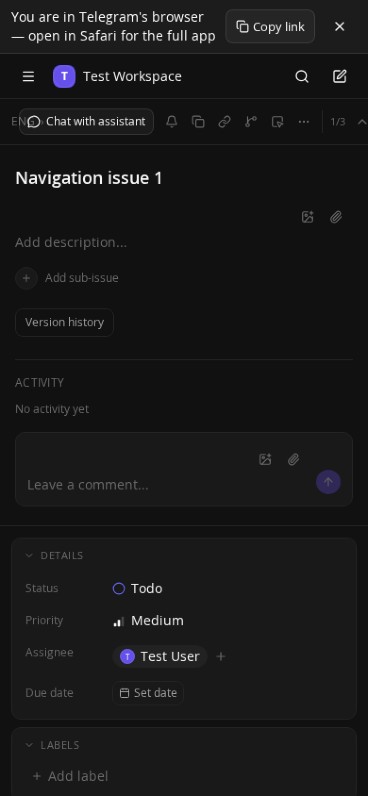 You are in Telegram's browser
— open in Safari for the full app
Copy link
T
Test Workspace
Chat with assistant
1/3
Navigation issue 1
Add description...
Add sub-issue
Version history
ACTIVITY
No activity yet
Leave a comment...
DETAILS
Status
Todo
Priority
Medium
Assignee
T
Test User
Due date
Set date
LABELS
Add label